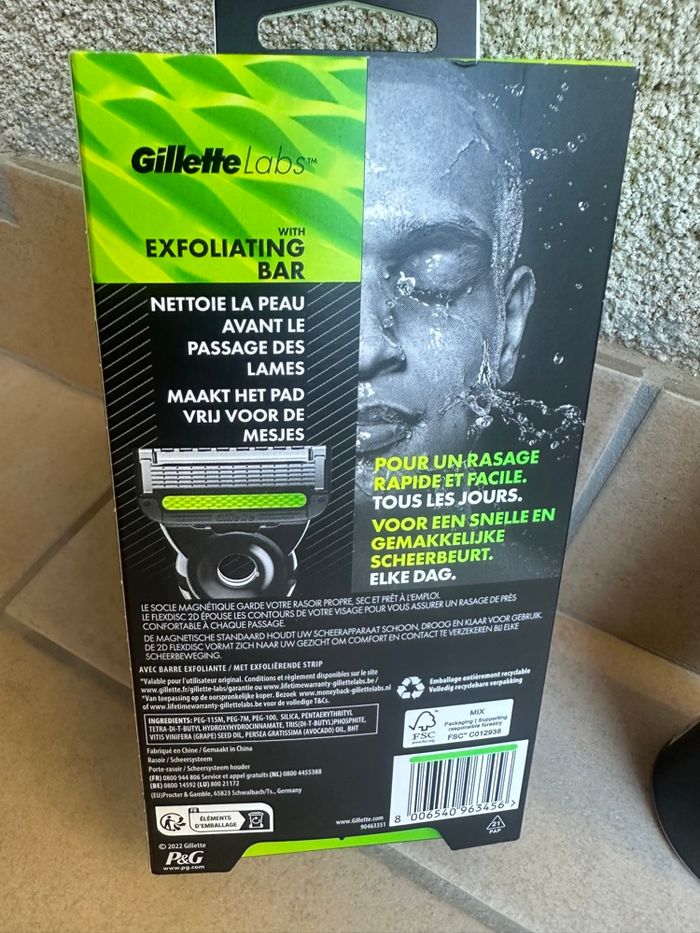 Gillette Labs™
WITH
EXFOLIATING
BAR
NETTOIE LA PEAU
AVANT LE
PASSAGE DES
LAMES
MAAKT HET PAD
VRIJ VOOR DE
MESJES
Gillette
POUR UN RASAGE
RAPIDE ET FACILE.
TOUS LES JOURS.
VOOR EEN SNELLE EN
GEMAKKELIJKE
SCHEERBEURT.
ELKE DAG.
LE SOCLE MAGNÉTIQUE GARDE VOTRE RASOIR PROPRE, SEC ET PRÊT À L'EMPLOI.
LE FLEXDISC 2D ÉPOUSE LES CONTOURS DE VOTRE VISAGE POUR VOUS ASSURER UN RASAGE DE PRÈS
CONFORTABLE À CHAQUE PASSAGE.
DE MAGNETISCHE STANDAARD HOUDT UW SCHEERAPPARAAT SCHOON, DROOG EN KLAAR VOOR GEBRUIK.
DE 2D FLEXDISC VORMT ZICH NAAR UW GEZICHT OM COMFORT EN CONTACT TE VERZEKEREN BIJ ELKE
SCHEERBEWEGING.
AVEC BARRE EXFOLIANTE / MET EXFOLIËRENDE STRIP
*Valable pour l'utilisateur original. Conditions et règlement disponibles sur le site
www.gillette.fr/gillette-labs/garantie ou www.lifetimewarranty-gillettelabs.be /
*Van toepassing op de oorspronkelijke koper. Bezoek www.moneyback-gillettelabs.nl
of www.lifetimewarranty-gillettelabs.be voor de volledige T&Cs.
Emballage entièrement recyclable
Volledig recyclebare verpakking
INGREDIENTS: PEG-115M, PEG-7M, PEG-100, SILICA, PENTAERYTHRITYL
TETRA-DI-T-BUTYL HYDROXYHYDROCINNAMATE, TRIS(DI-T-BUTYL)PHOSPHITE,
VITIS VINIFERA (GRAPE) SEED OIL, PERSEA GRATISSIMA (AVOCADO) OIL, BHT
FSC
www.fsc.org
MIX
Packaging | Supporting
responsible forestry
FSC™ C012938
Fabriqué en Chine / Gemaakt in China
Rasoir / Scheersysteem
Porte-rasoir / Scheersysteem houder
(FR) 0800 944 806 Service et appel gratuits (NL) 0800 4455388
(BE) 0800 14592 (LU) 800 21172
(EU)Procter & Gamble, 65823 Schwalbach/Ts., Germany
FR
ÉLÉMENTS
D'EMBALLAGE
www.Gillette.com
90463351
8 006540 963456 >
21
PAP
© 2022 Gillette
P&G
www.pg.com